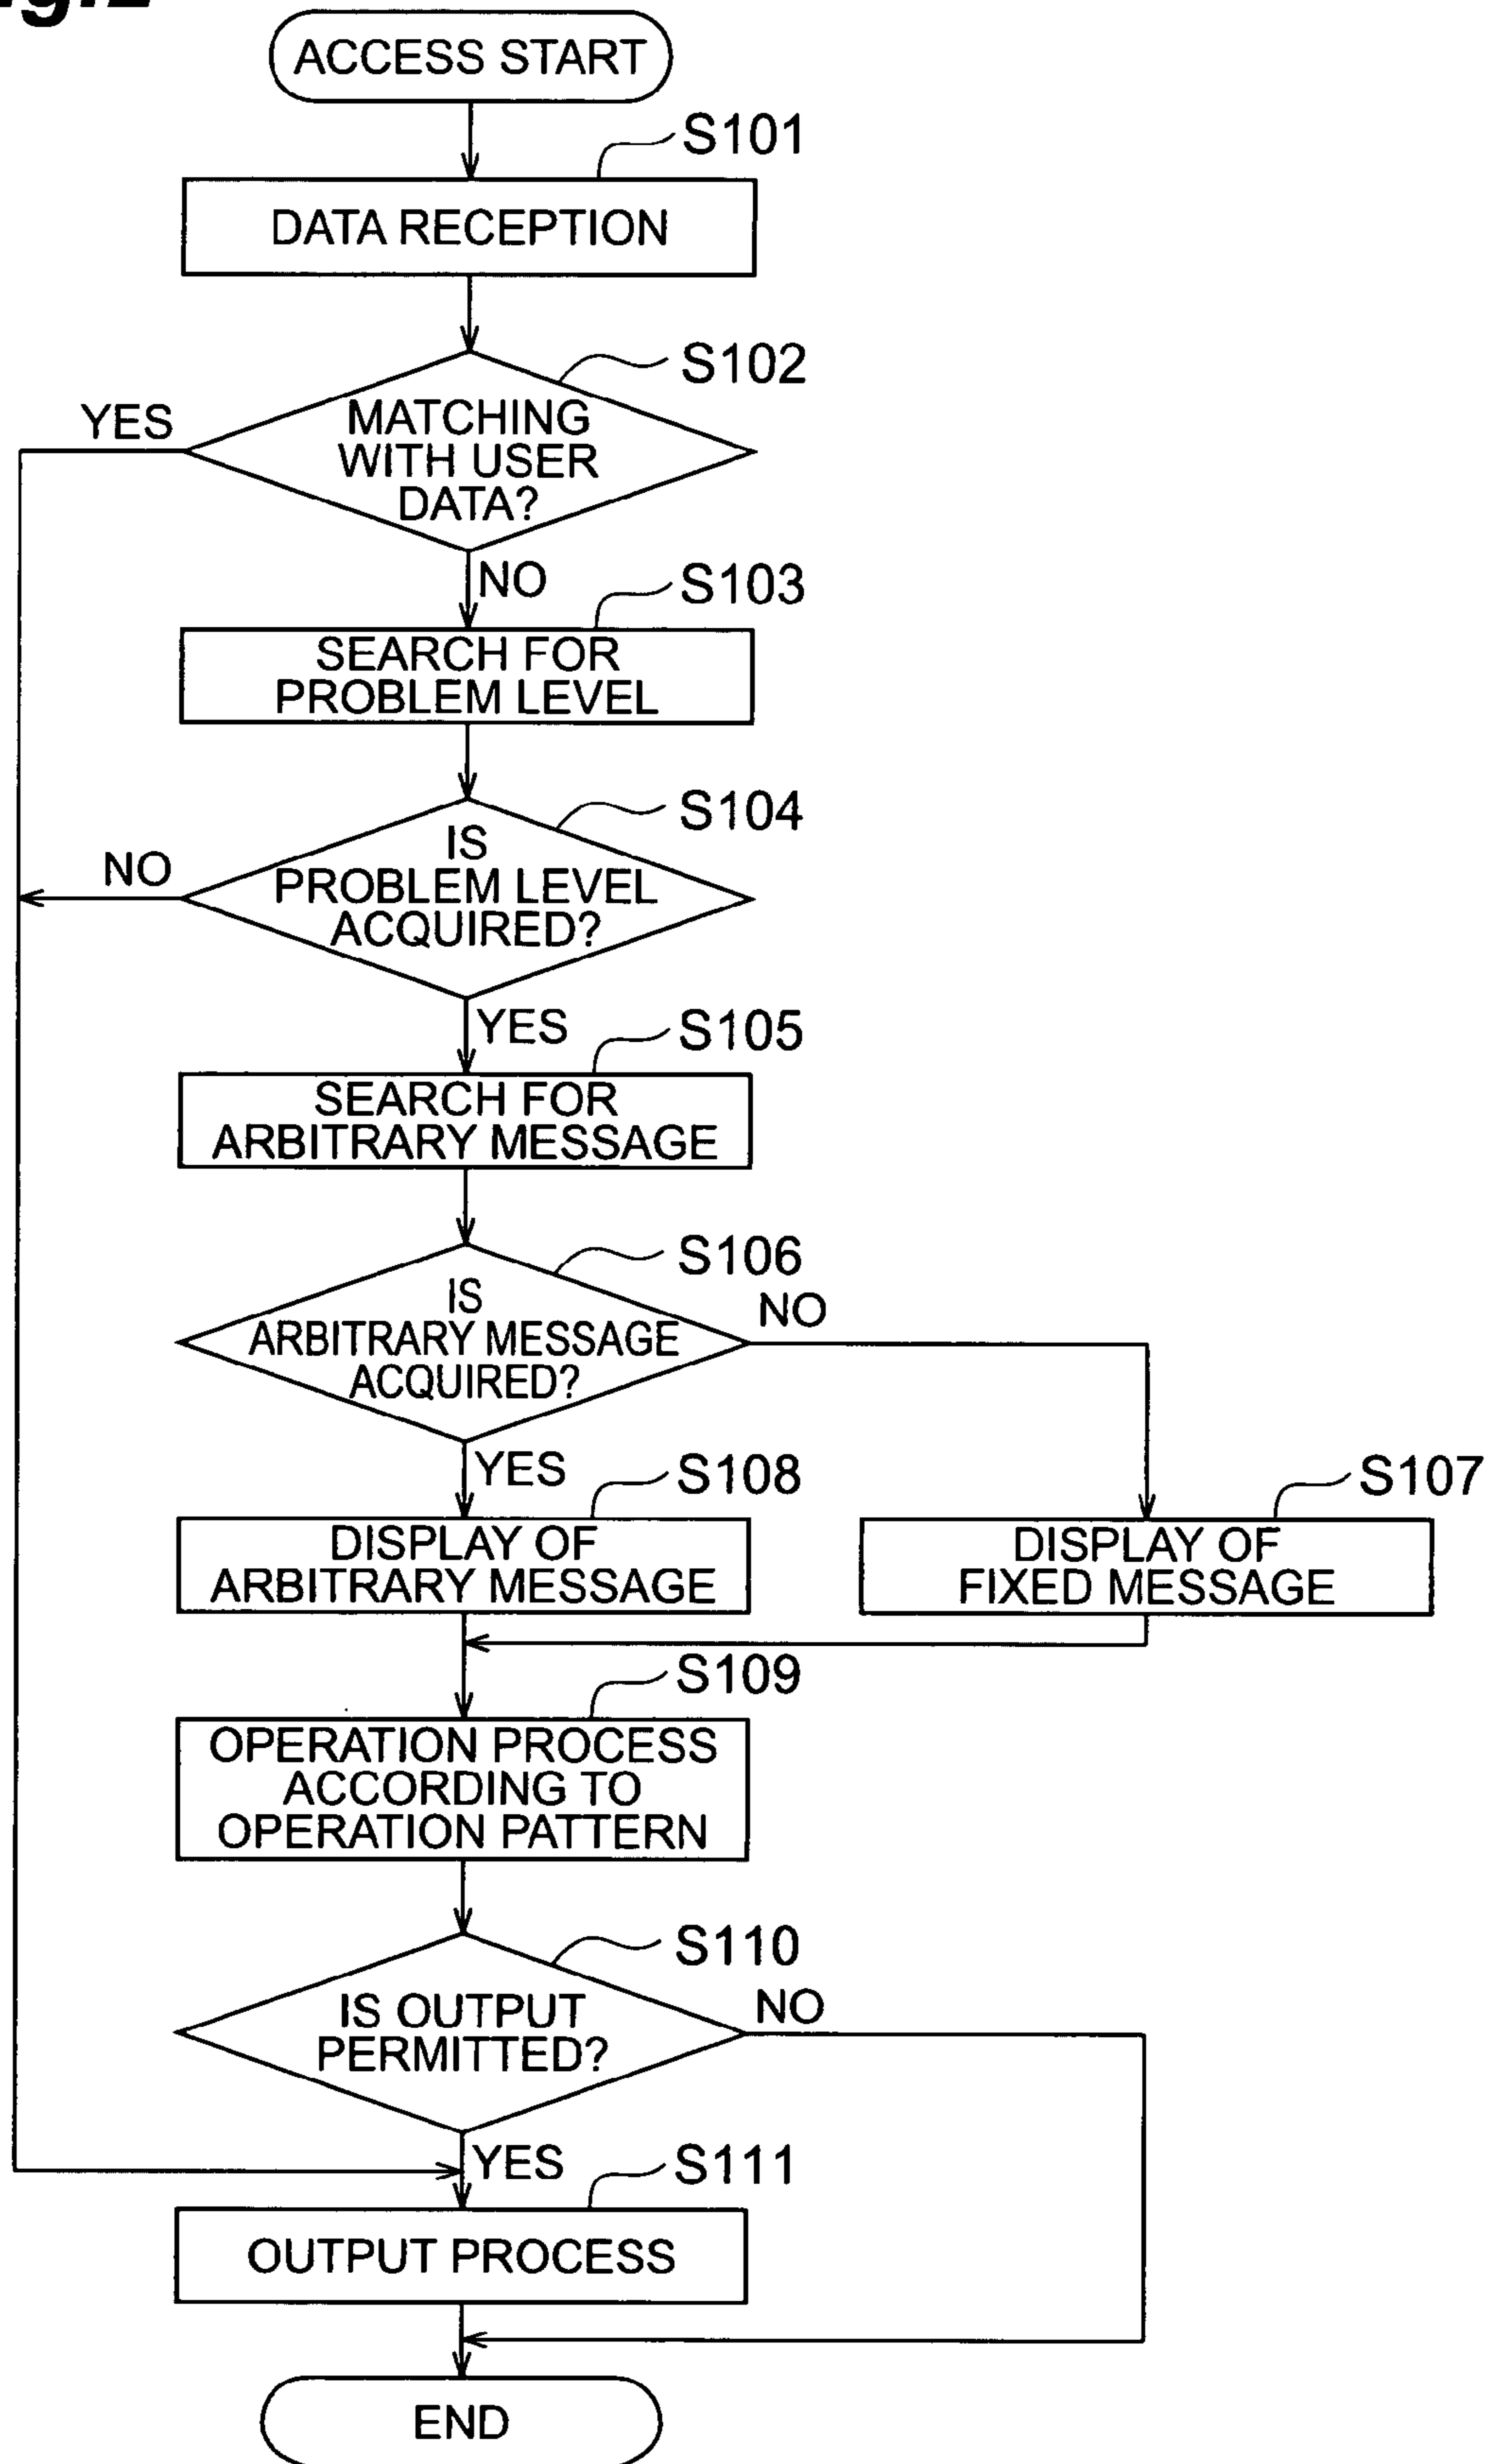 ACCESS START
S101
DATA RECEPTION
S102
YES
MATCHING
WITH USER
DATA?
NO
S103
SEARCH FOR
PROBLEM LEVEL
S104
NO
IS
PROBLEM LEVEL
ACQUIRED?
YES
S105
SEARCH FOR
ARBITRARY MESSAGE
S106
NO
IS
ARBITRARY MESSAGE
ACQUIRED?
YES
S108
S107
DISPLAY OF
ARBITRARY MESSAGE
DISPLAY OF
FIXED MESSAGE
S109
OPERATION PROCESS
ACCORDING TO
OPERATION PATTERN
S110
NO
IS OUTPUT
PERMITTED?
YES
S111
OUTPUT PROCESS
END